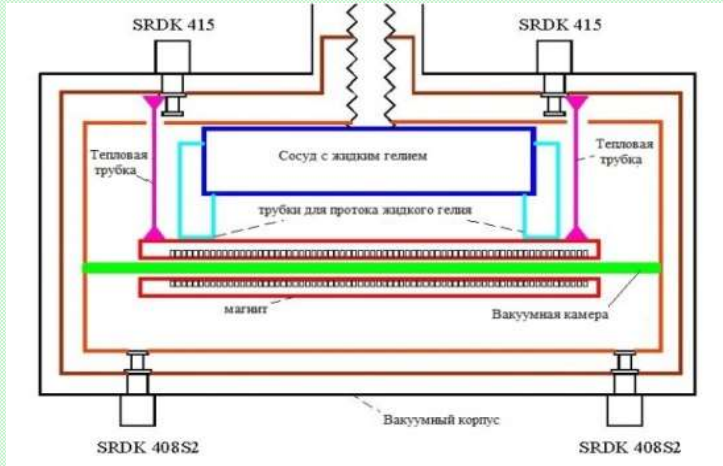 SRDK 415
SRDK 415
Тепловая
трубка
Сосуд с жидким гелием
Тепловая
трубка
трубки для протока жидкого гелия
магнит
Вакуумная камера
Вакуумный корпус
SRDK 408S2
SRDK 408S2